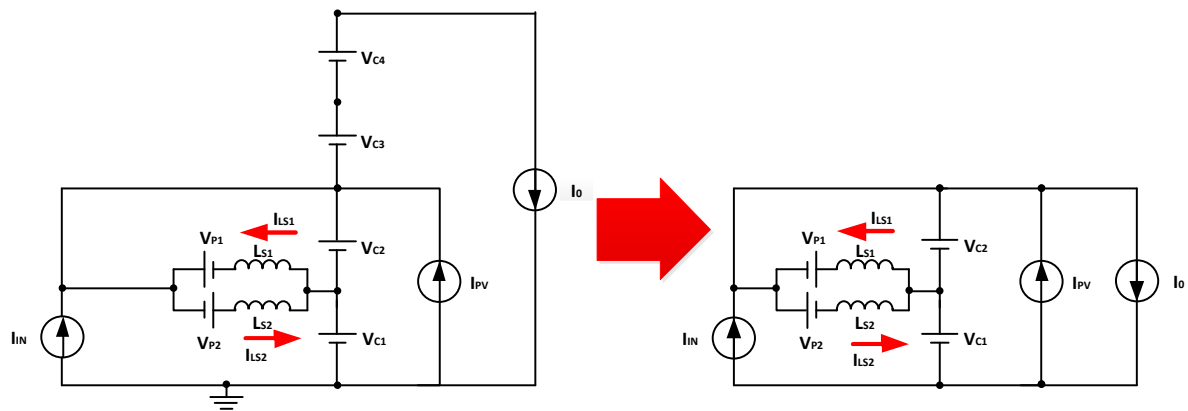 VC4
VC3
I0
ILS1
VP1
LS1
VC2
IPV
LS2
IIN
VP2
ILS2
VC1
ILS1
VP1
LS1
VC2
IPV
I0
LS2
IIN
VP2
ILS2
VC1